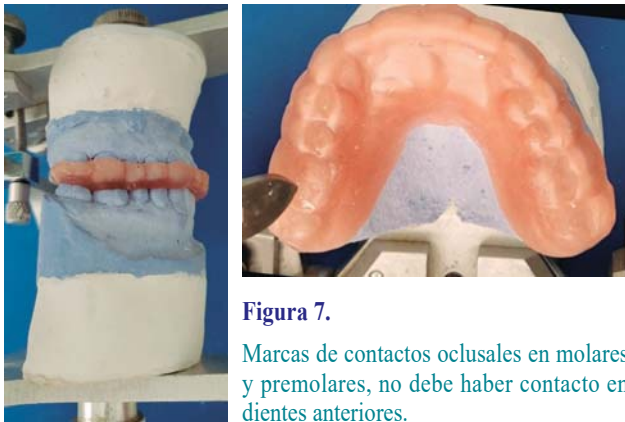 Figura 7.
Marcas de contactos oclusales en molares
y premolares, no debe haber contacto en
dientes anteriores.